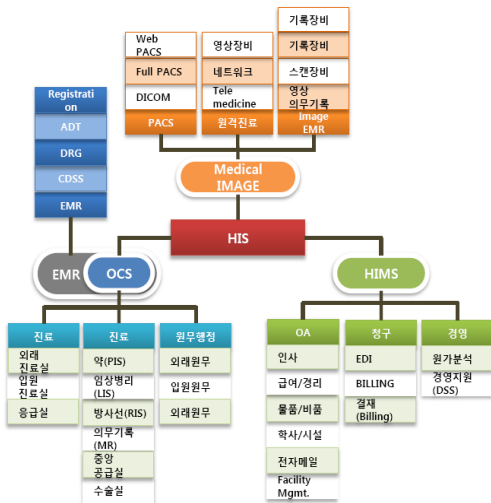 기록장비
Web
PACS
영상장비
기록장비
Full PACS
네트워크
스캔장비
DICOM
Tele
medicine
영상
의무기록
PACS
원격진료
Image
EMR
Registrati
on
ADT
DRG
CDSS
EMR
Medical
IMAGE
HIS
EMR
OCS
HIMS
진료
외래
진료실
입원
진료실
응급실
진료
약(PIS)
임상병리
(LIS)
방사선(RIS)
의무기록
(MR)
중앙
공급실
수술실
원무행정
외래원무
입원원무
외래원무
OA
인사
급여/경리
물품/비품
학사/시설
전자메일
Facility
Mgmt.
청구
EDI
BILLING
결재
(Billing)
경영
원가분석
경영지원
(DSS)